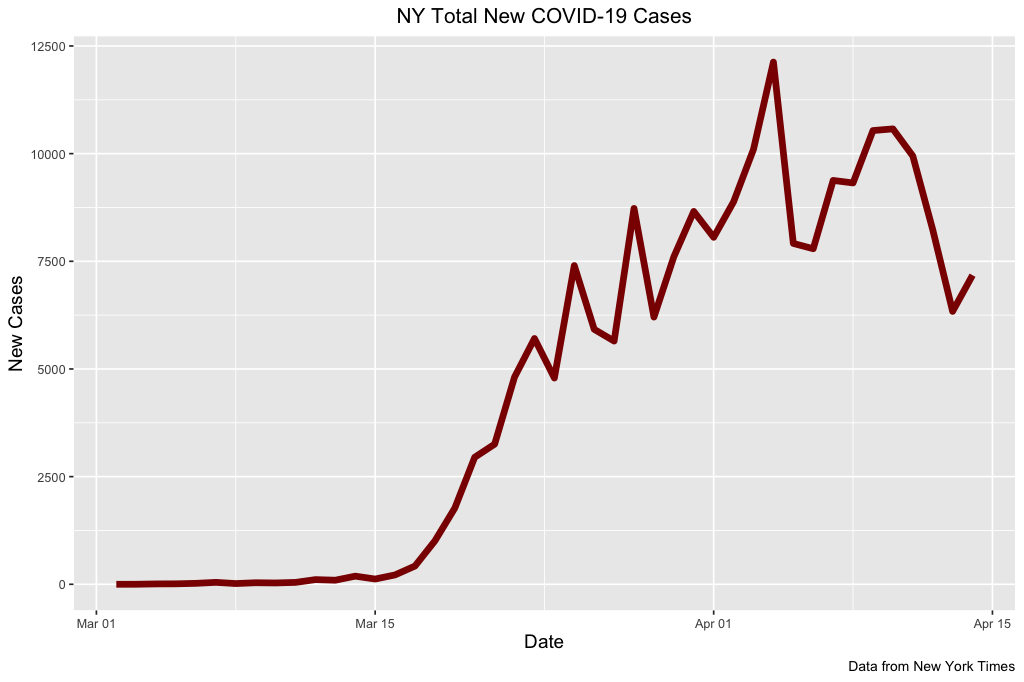 NY Total New COVID-19 Cases
12500
10000
7500
5000
2500
0
New Cases
Mar 01 Mar 15 Apr 01 Apr 15
Date
Data from New York Times